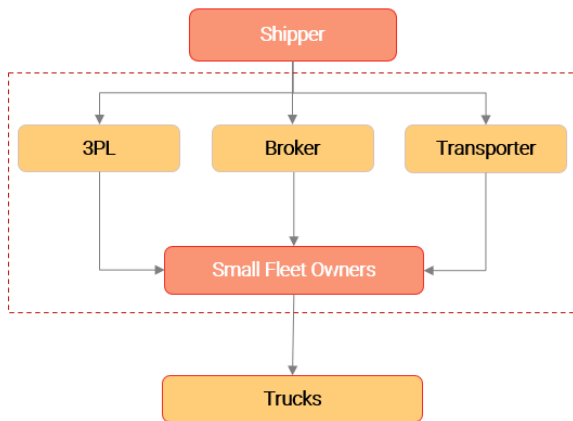 Shipper
3PL
Broker
Transporter
Small Fleet Owners
Trucks